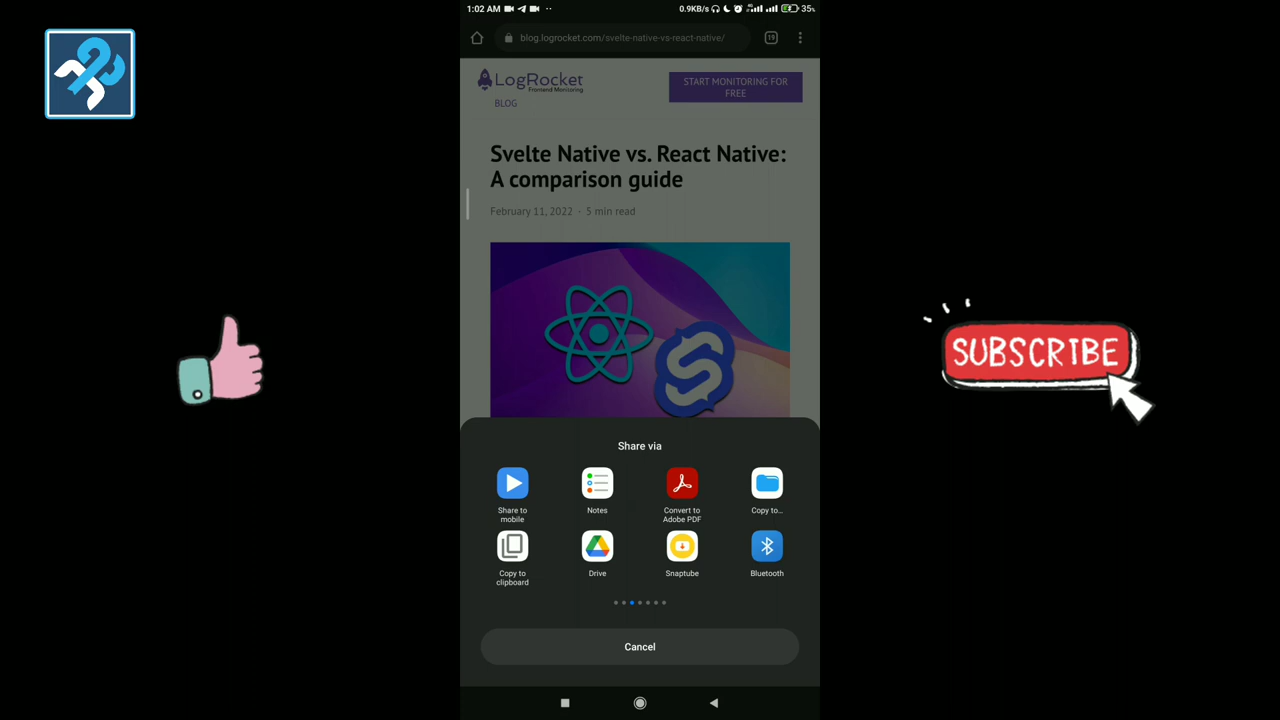 1:02 AM
0.9KB/s
4G
35%
blog.logrocket.com/svelte-native-vs-react-native/
19
LogRocket
Frontend Monitoring
BLOG
START MONITORING FOR
FREE
Svelte Native vs. React Native:
A comparison guide
February 11, 2022 · 5 min read
SUBSCRIBE
Share via
Share to
mobile
Notes
Convert to
Adobe PDF
Copy to...
Copy to
clipboard
Drive
Snaptube
Bluetooth
Cancel